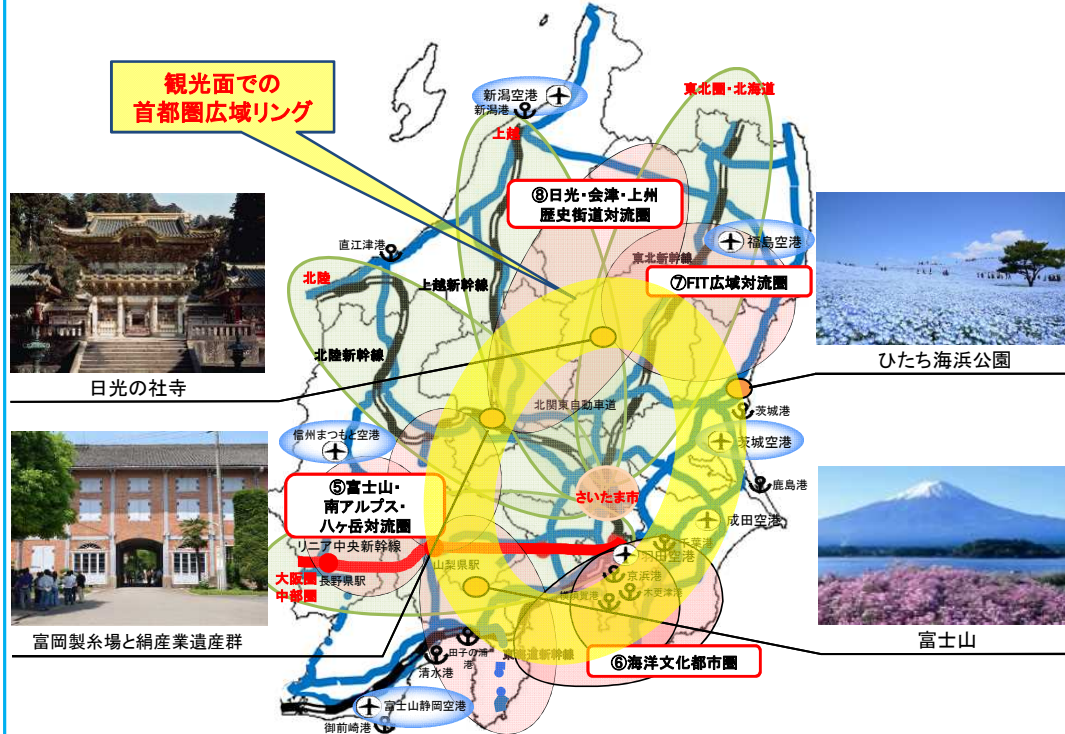 観光面での
首都圏広域リング
新潟空港
新潟港
上越
東北圏・北海道
⑧日光・会津・上州
歴史街道対流圏
直江津港
福島空港
東北新幹線
北陸
上越新幹線
⑦FIT広域対流圏
北陸新幹線
日光の社寺
ひたち海浜公園
北関東自動車道
茨城港
信州まつもと空港
茨城空港
⑤富士山・
南アルプス・
八ヶ岳対流圏
さいたま市
鹿島港
成田空港
リニア中央新幹線
千葉港
羽田空港
山梨県駅
大阪圏
中部圏
長野県駅
京浜港
横須賀港
木更津港
富岡製糸場と絹産業遺産群
富士山
田子の浦
港
東海道新幹線
⑥海洋文化都市圏
清水港
富士山静岡空港
御前崎港